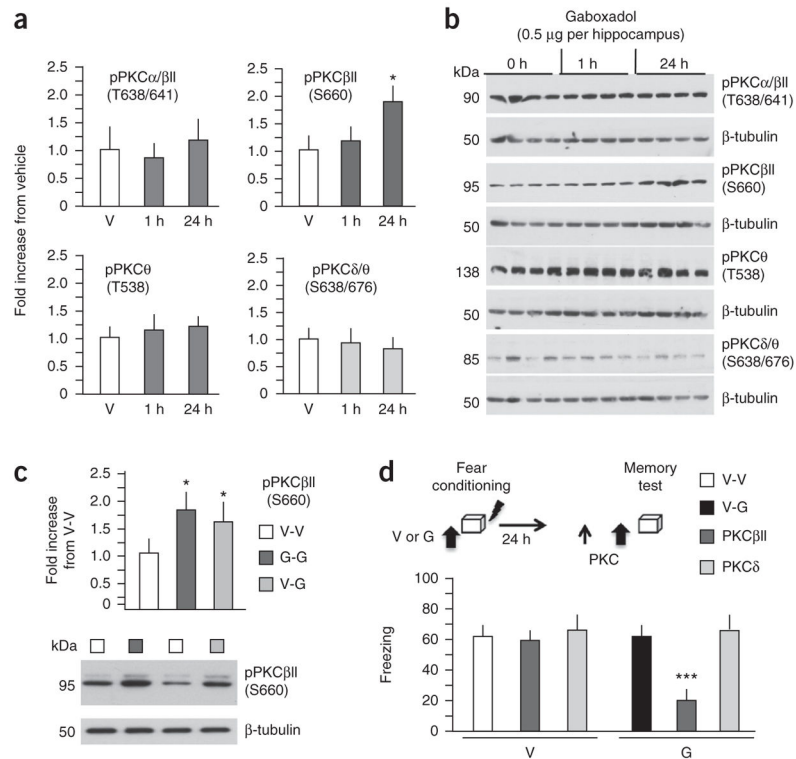 a
Fold increase from vehicle
pPKCα/βII
(T638/641)
2.5
2.0
1.5
1.0
0.5
0
V 1 h 24 h
pPKCβII
(S660)
*
2.5
2.0
1.5
1.0
0.5
0
V 1 h 24 h
pPKCθ
(T538)
2.5
2.0
1.5
1.0
0.5
0
V 1 h 24 h
pPKCδ/θ
(S638/676)
2.5
2.0
1.5
1.0
0.5
0
V 1 h 24 h
b
Gaboxadol
(0.5 µg per hippocampus)
kDa 0 h 1 h 24 h
90 pPKCα/βII
(T638/641)
50 β-tubulin
95 pPKCβII
(S660)
50 β-tubulin
138 pPKCθ
(T538)
50 β-tubulin
85 pPKCδ/θ
(S638/676)
50 β-tubulin
c
Fold increase
from V-V
2.5
2.0
1.5
1.0
0.5
0
* *
pPKCβII
(S660)
V-V
G-G
V-G
kDa
95 pPKCβII
(S660)
50 β-tubulin
d
Fear
conditioning
Memory
test
V or G
24 h
PKC
V-V
V-G
PKCβII
PKCδ
Freezing
100
80
60
40
20
0
***
V G